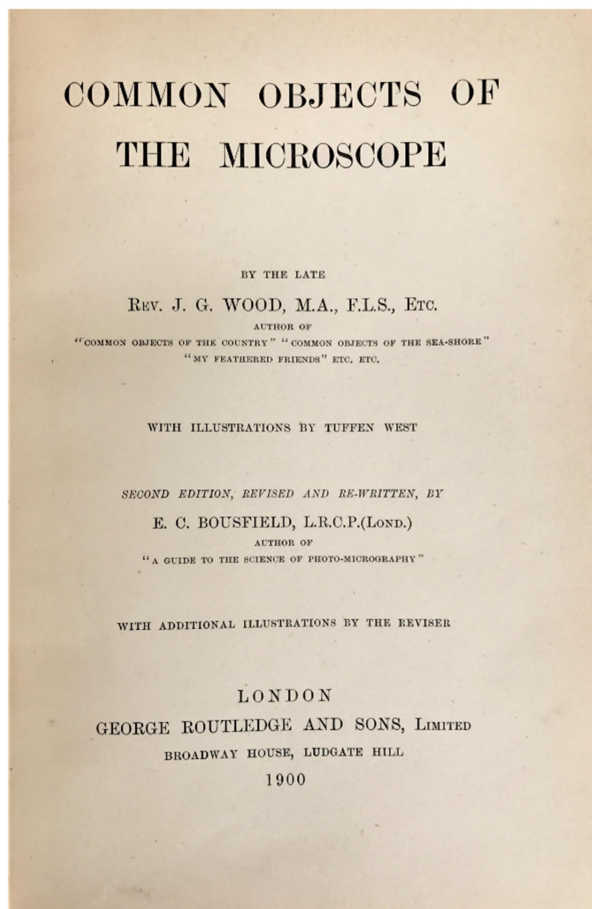 COMMON OBJECTS OF
THE MICROSCOPE
BY THE LATE
REV. J. G. WOOD, M.A., F.L.S., ETC.
AUTHOR OF
"COMMON OBJECTS OF THE COUNTRY" "COMMON OBJECTS OF THE SEA-SHORE"
"MY FEATHERED FRIENDS" ETC. ETC.
WITH ILLUSTRATIONS BY TUFFEN WEST
SECOND EDITION, REVISED AND RE-WRITTEN, BY
E. C. BOUSFIELD, L.R.C.P.(LOND.)
AUTHOR OF
"A GUIDE TO THE SCIENCE OF PHOTO-MICROGRAPHY"
WITH ADDITIONAL ILLUSTRATIONS BY THE REVISER
LONDON
GEORGE ROUTLEDGE AND SONS, LIMITED
BROADWAY HOUSE, LUDGATE HILL
1900